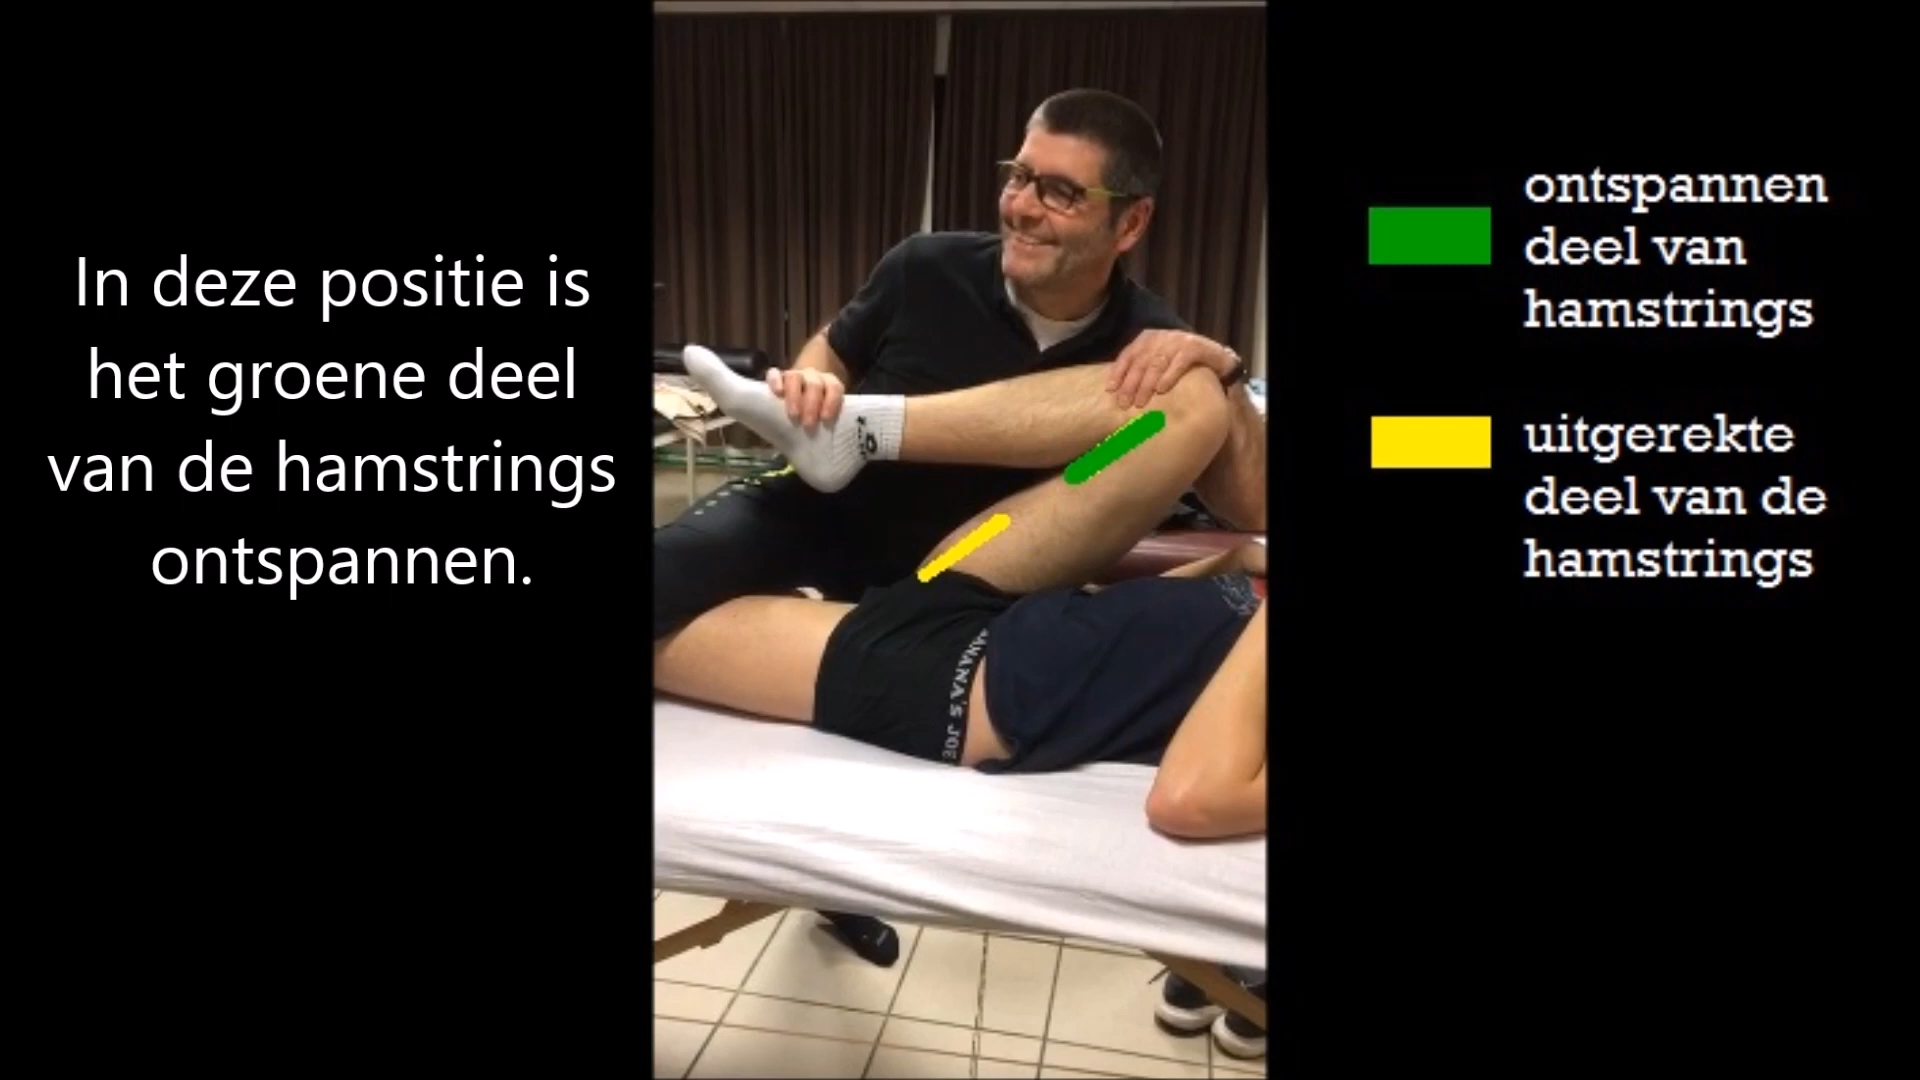 In deze positie is
het groene deel
van de hamstrings
ontspannen.
ontspannen
deel van
hamstrings
uitgerekte
deel van de
hamstrings